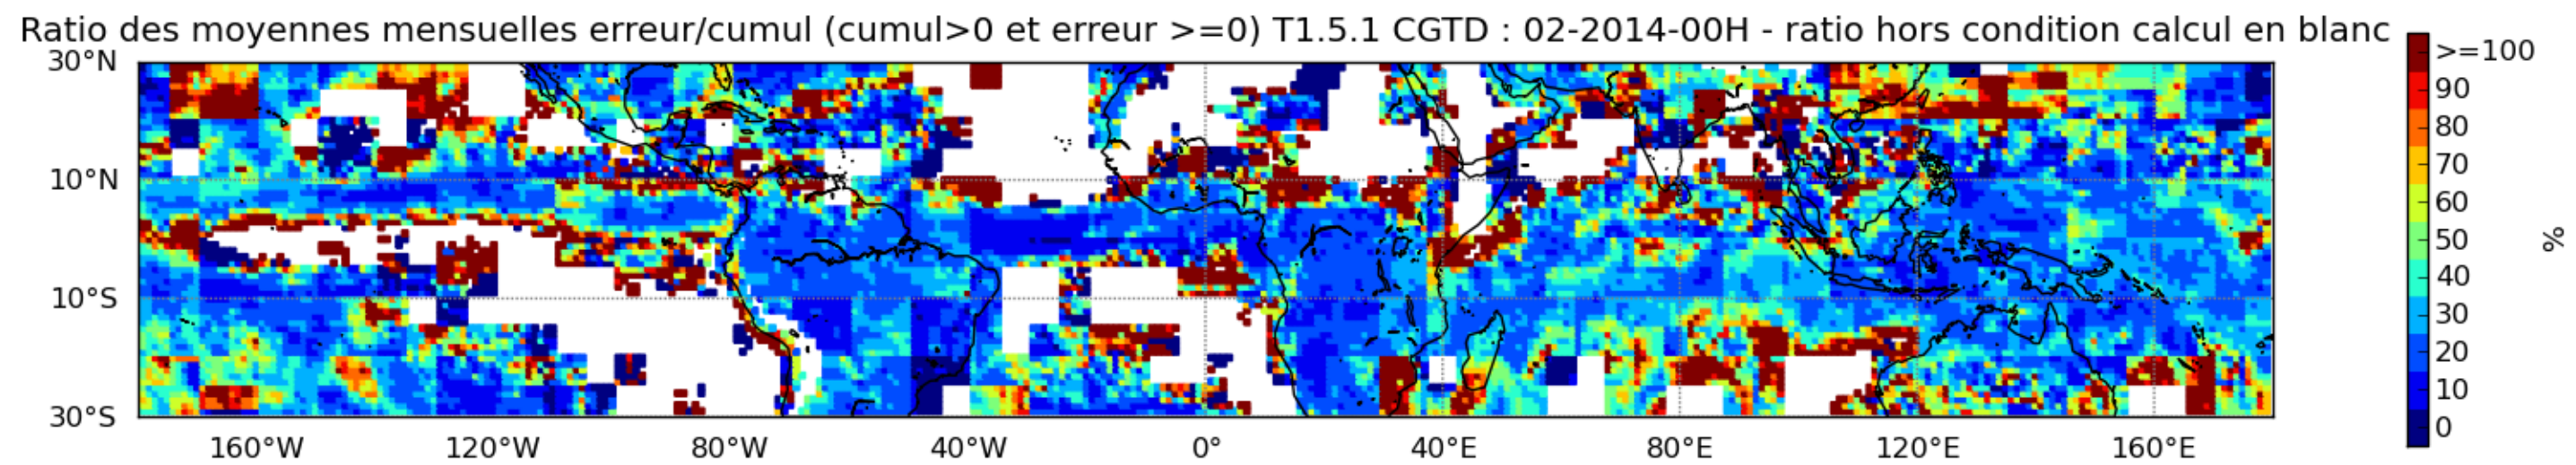 Ratio des moyennes mensuelles erreur/cumul (cumul>0 et erreur >=0) T1.5.1 CGTD : 02-2014-00H - ratio hors condition calcul en blanc
30°N
10°N
10°S
30°S
160°W 120°W 80°W 40°W 0° 40°E 80°E 120°E 160°E
>=100
90
80
70
60
50
40
30
20
10
0
%